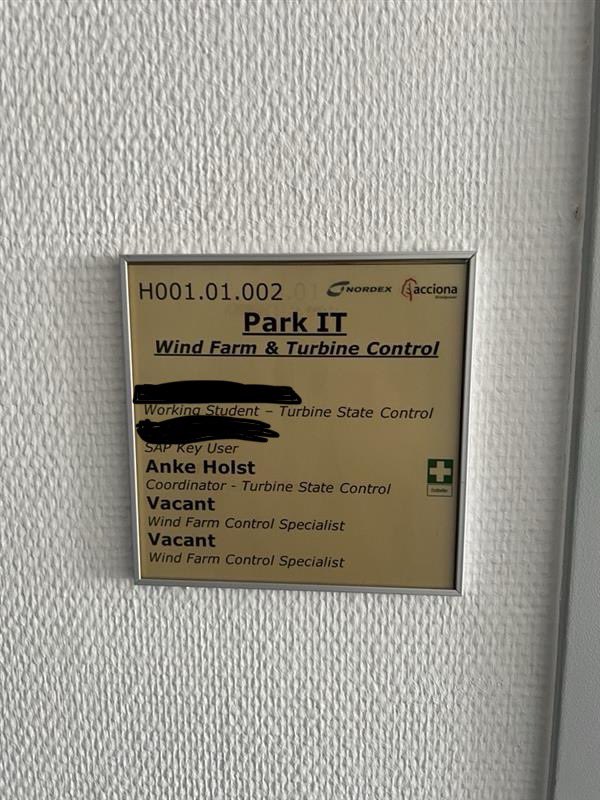 H001.01.002 NORDEX acciona
Park IT
Wind Farm & Turbine Control
Working Student – Turbine State Control
SAP Key User
Anke Holst
Coordinator - Turbine State Control
Vacant
Wind Farm Control Specialist
Vacant
Wind Farm Control Specialist